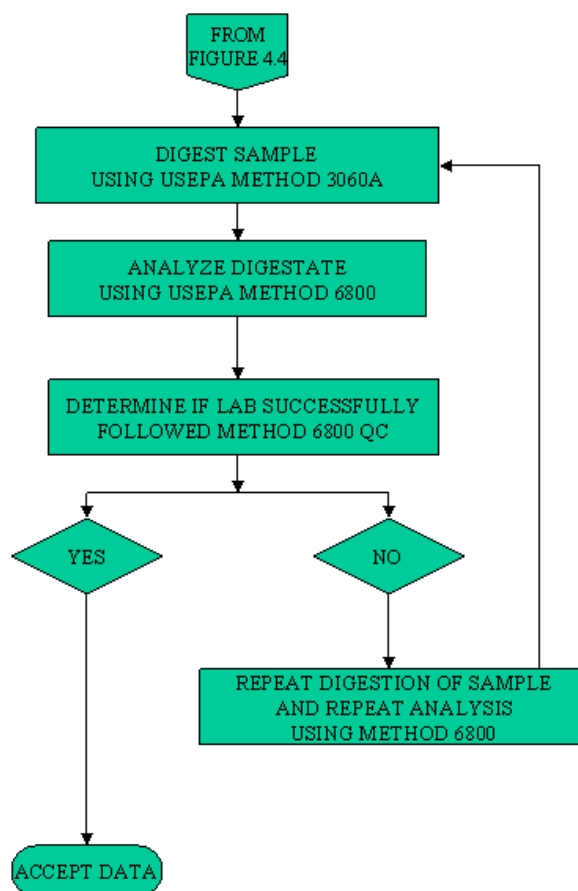 FROM
FIGURE 4.4
DIGEST SAMPLE
USING USEPA METHOD 3060A
ANALYZE DIGESTATE
USING USEPA METHOD 6800
DETERMINE IF LAB SUCCESSFULLY
FOLLOWED METHOD 6800 QC
YES
NO
REPEAT DIGESTION OF SAMPLE
AND REPEAT ANALYSIS
USING METHOD 6800
ACCEPT DATA